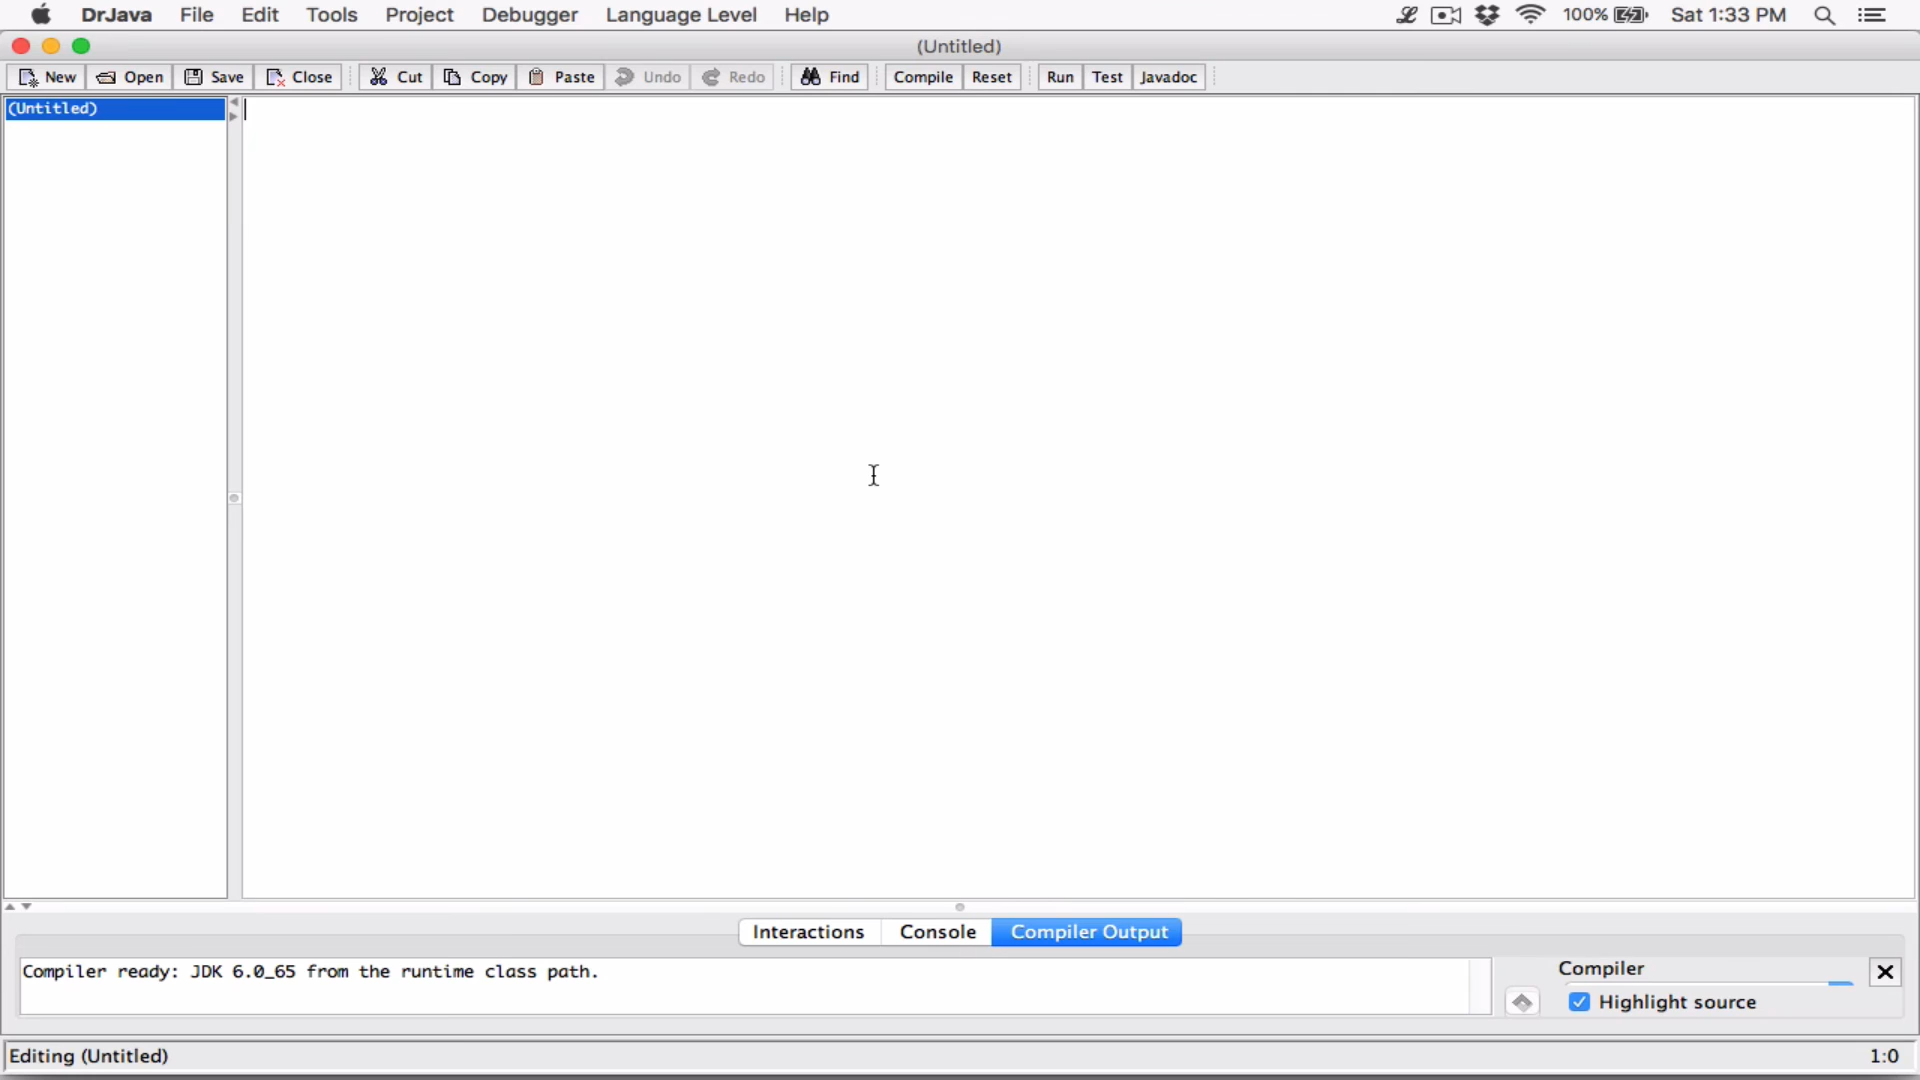 DrJava File Edit Tools Project Debugger Language Level Help 100% Sat 1:33 PM
(Untitled)
New Open Save Close Cut Copy Paste Undo Redo Find Compile Reset Run Test Javadoc
(Untitled)
Interactions Console Compiler Output
Compiler ready: JDK 6.0_65 from the runtime class path.
Compiler
Highlight source
Editing (Untitled) 1:0